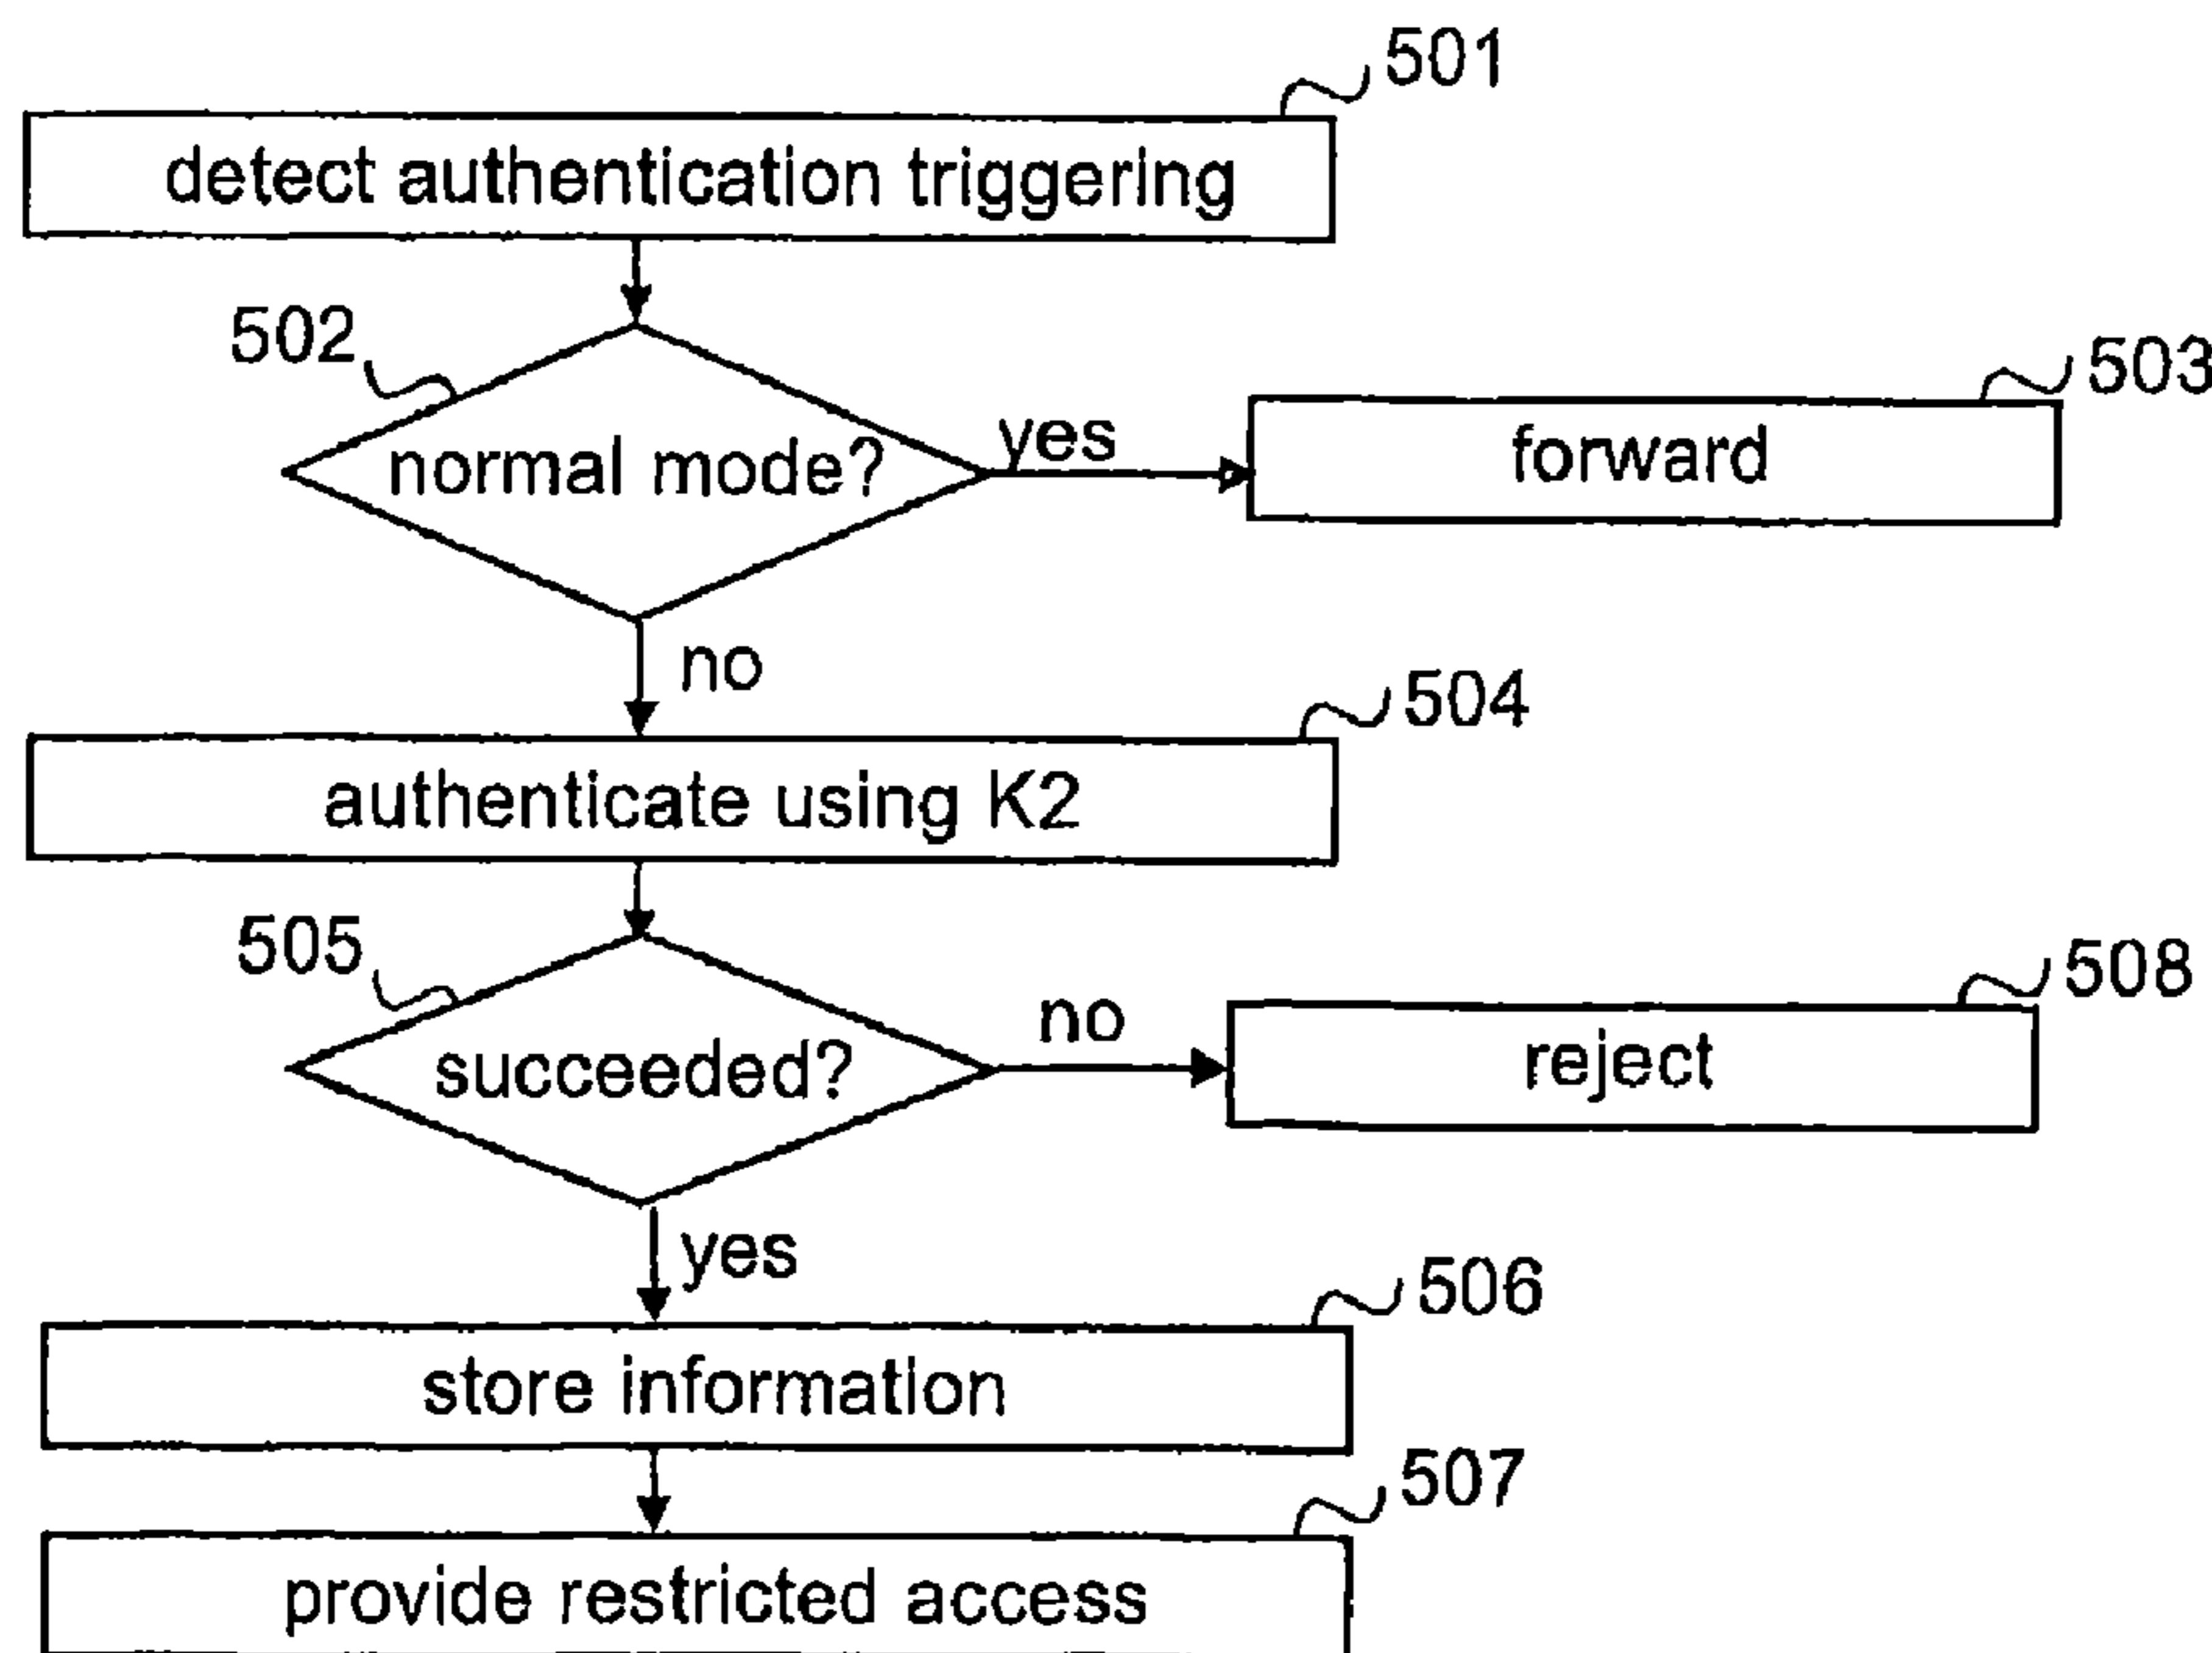 501
detect authentication triggering
502
normal mode?
yes
503
forward
no
504
authenticate using K2
505
succeeded?
no
508
reject
yes
506
store information
507
provide restricted access